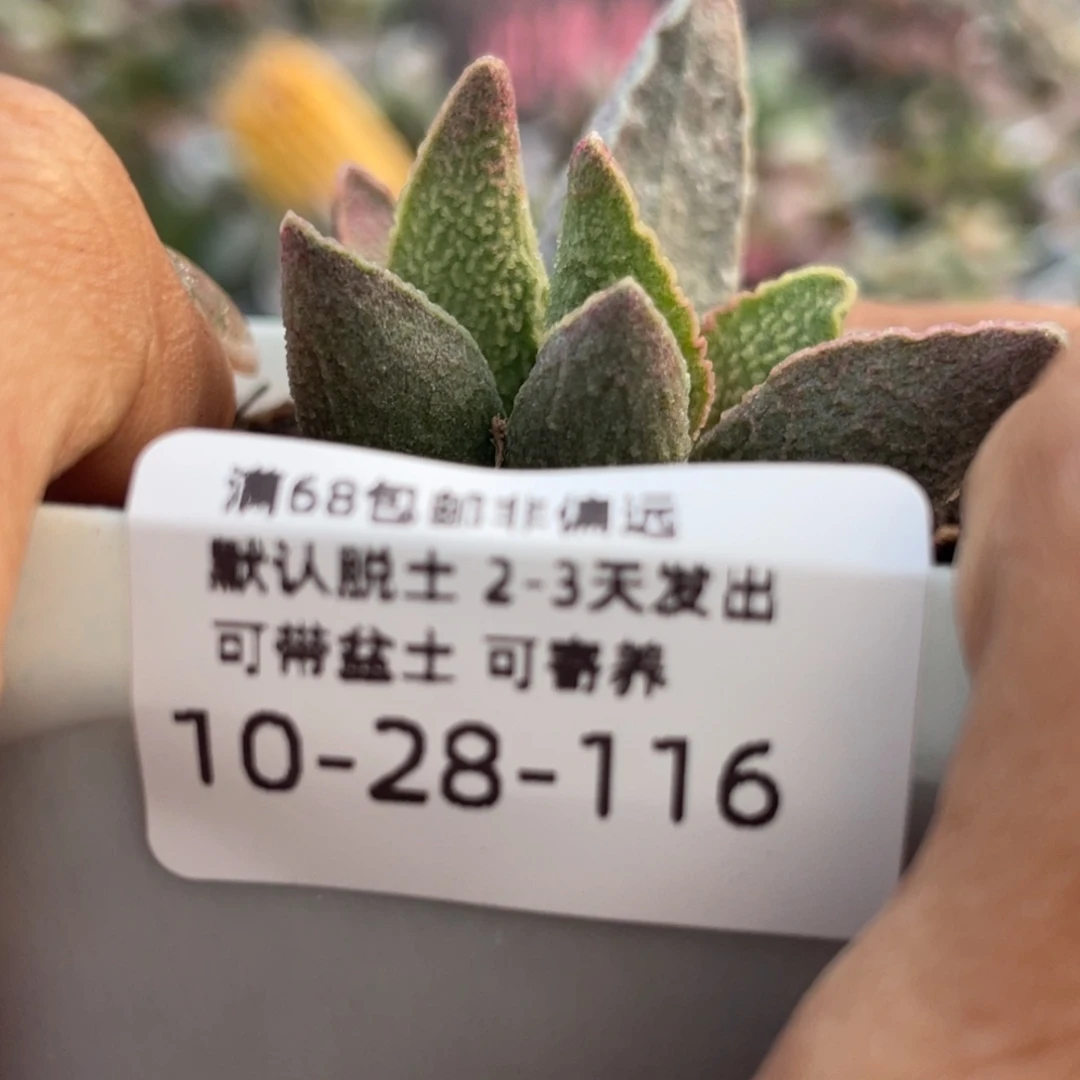 满68包邮非偏远
默认脱土 2-3天发出
可带盆土 可寄养
10-28-116